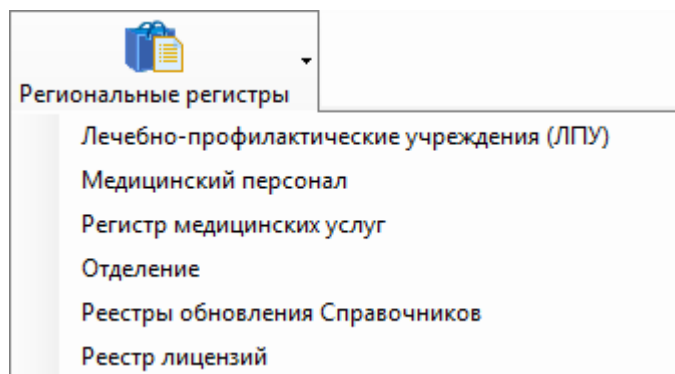 Региональные регистры
Лечебно-профилактические учреждения (ЛПУ)
Медицинский персонал
Регистр медицинских услуг
Отделение
Реестры обновления Справочников
Реестр лицензий